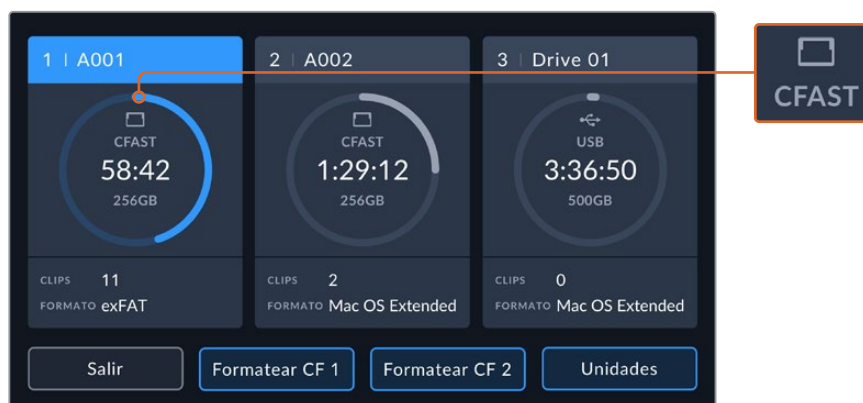 1 | A001
CFAST
58:42
256GB
CLIPS 11
FORMATO exFAT
2 | A002
CFAST
1:29:12
256GB
CLIPS 2
FORMATO Mac OS Extended
3 | Drive 01
USB
3:36:50
500GB
CLIPS 0
FORMATO Mac OS Extended
Salir
Formatear CF 1
Formatear CF 2
Unidades
CFAST